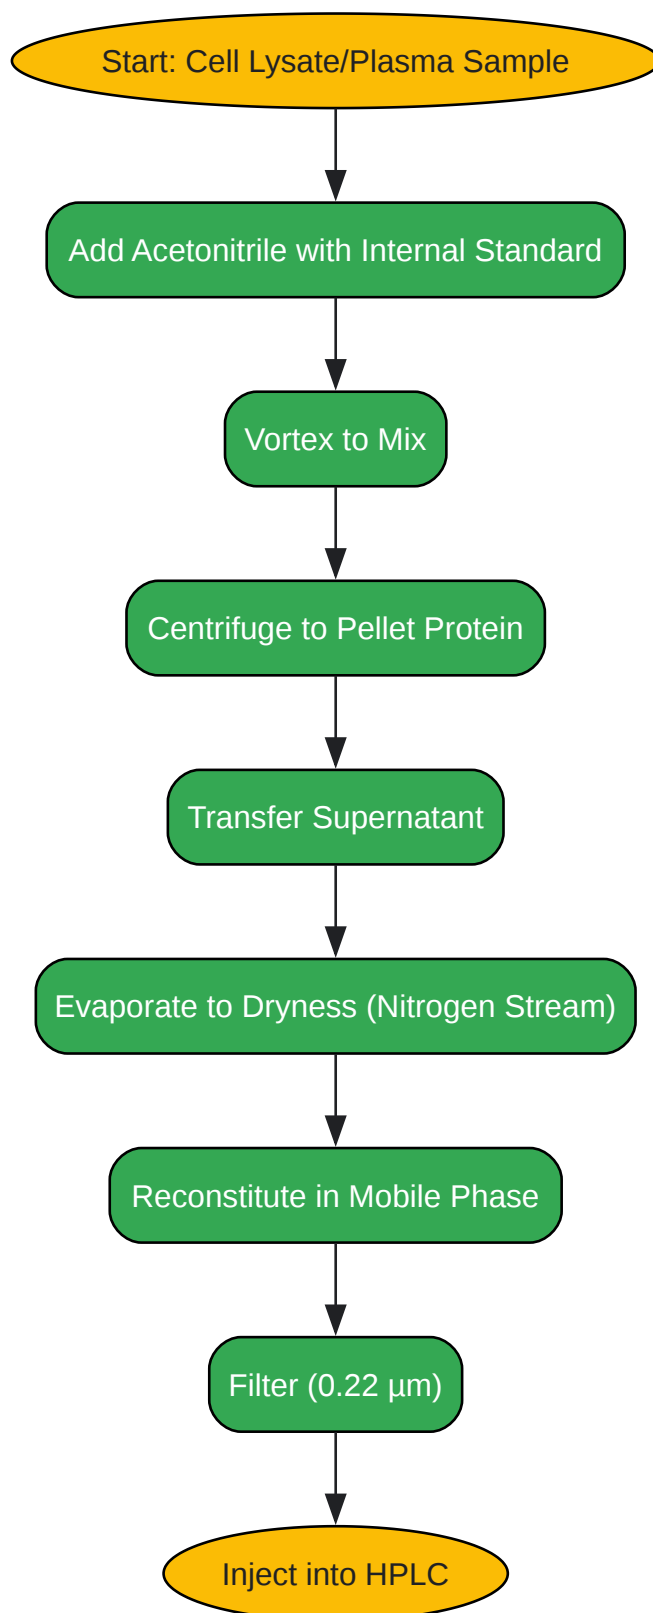 Start: Cell Lysate/Plasma Sample
Add Acetonitrile with Internal Standard
Vortex to Mix
Centrifuge to Pellet Protein
Transfer Supernatant
Evaporate to Dryness (Nitrogen Stream)
Reconstitute in Mobile Phase
Filter (0.22 µm)
Inject into HPLC